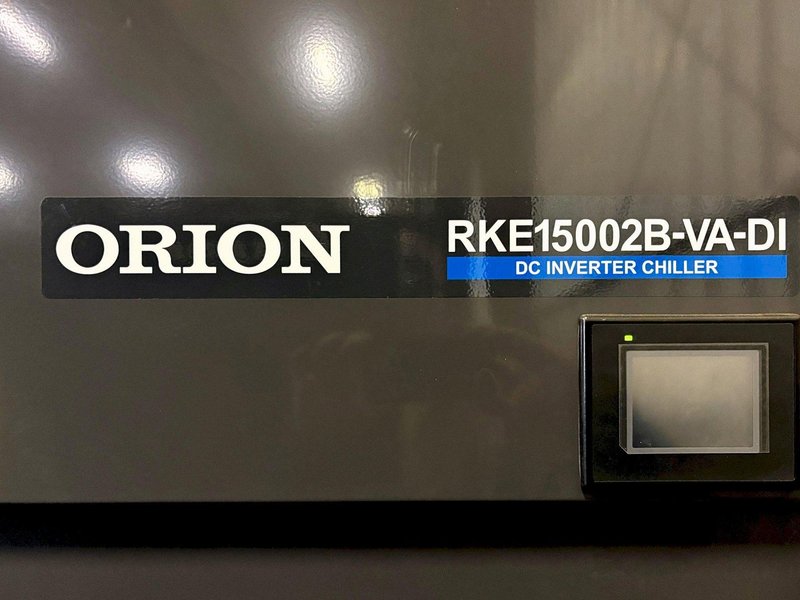 ORION
RKE15002B-VA-DI
DC INVERTER CHILLER